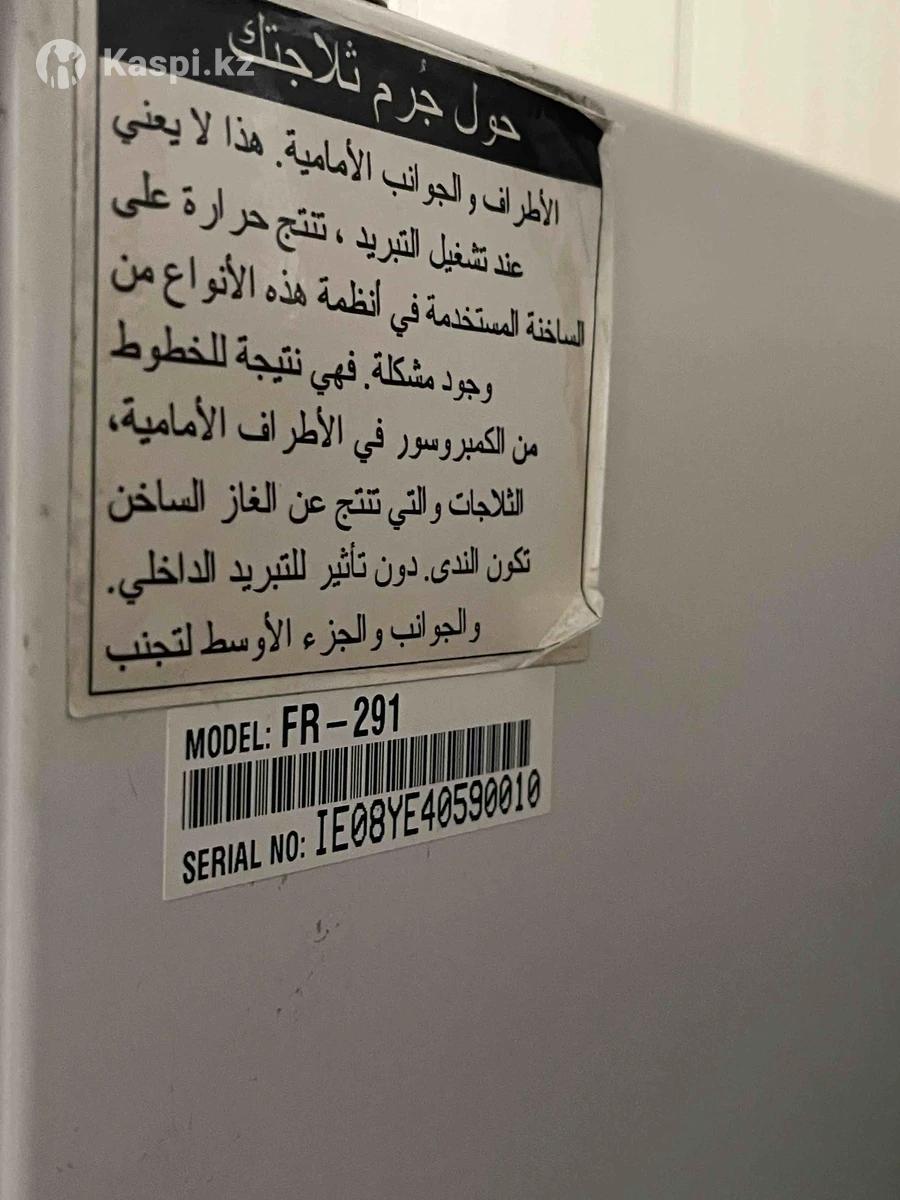 Kaspi.kz
حول جُرم ثلاجتك
الأطراف والجوانب الأمامية. هذا لا يعني
عند تشغيل التبريد ، تنتج حرارة على
الساخنة المستخدمة في أنظمة هذه الأنواع من
وجود مشكلة. فهي نتيجة للخطوط
من الكمبروسور في الأطراف الأمامية،
الثلاجات والتي تنتج عن الغاز الساخن
تكون الندى. دون تأثير للتبريد الداخلي.
والجوانب والجزء الأوسط لتجنب
MODEL: FR-291
SERIAL NO: IE08YE40590010